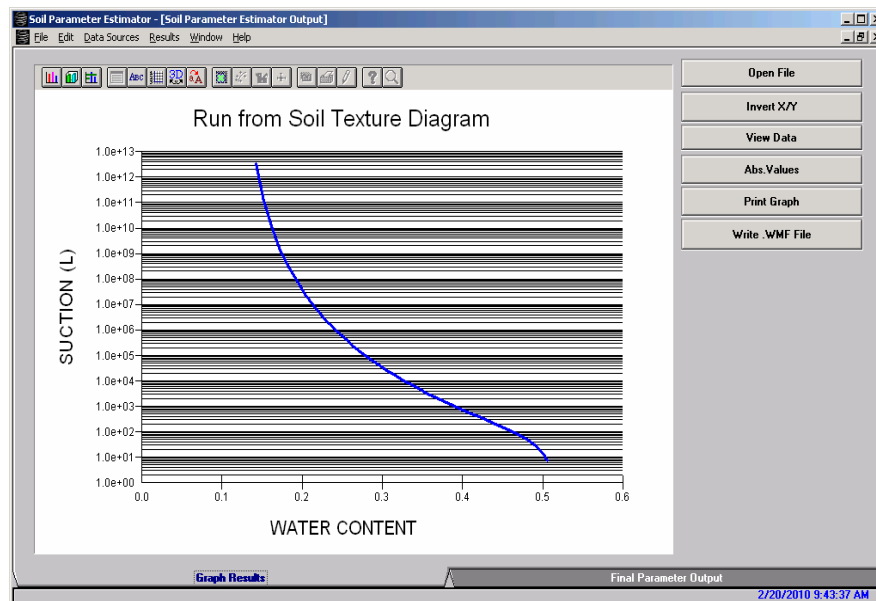 Soil Parameter Estimator - [Soil Parameter Estimator Output]
File Edit Data Sources Results Window Help
ABC 3D A ?
Open File
Invert X/Y
View Data
Abs.Values
Print Graph
Write .WMF File
Run from Soil Texture Diagram
SUCTION (L)
1.0e+13
1.0e+12
1.0e+11
1.0e+10
1.0e+09
1.0e+08
1.0e+07
1.0e+06
1.0e+05
1.0e+04
1.0e+03
1.0e+02
1.0e+01
1.0e+00
0.0 0.1 0.2 0.3 0.4 0.5 0.6
WATER CONTENT
Graph Results
Final Parameter Output
2/20/2010 9:43:37 AM